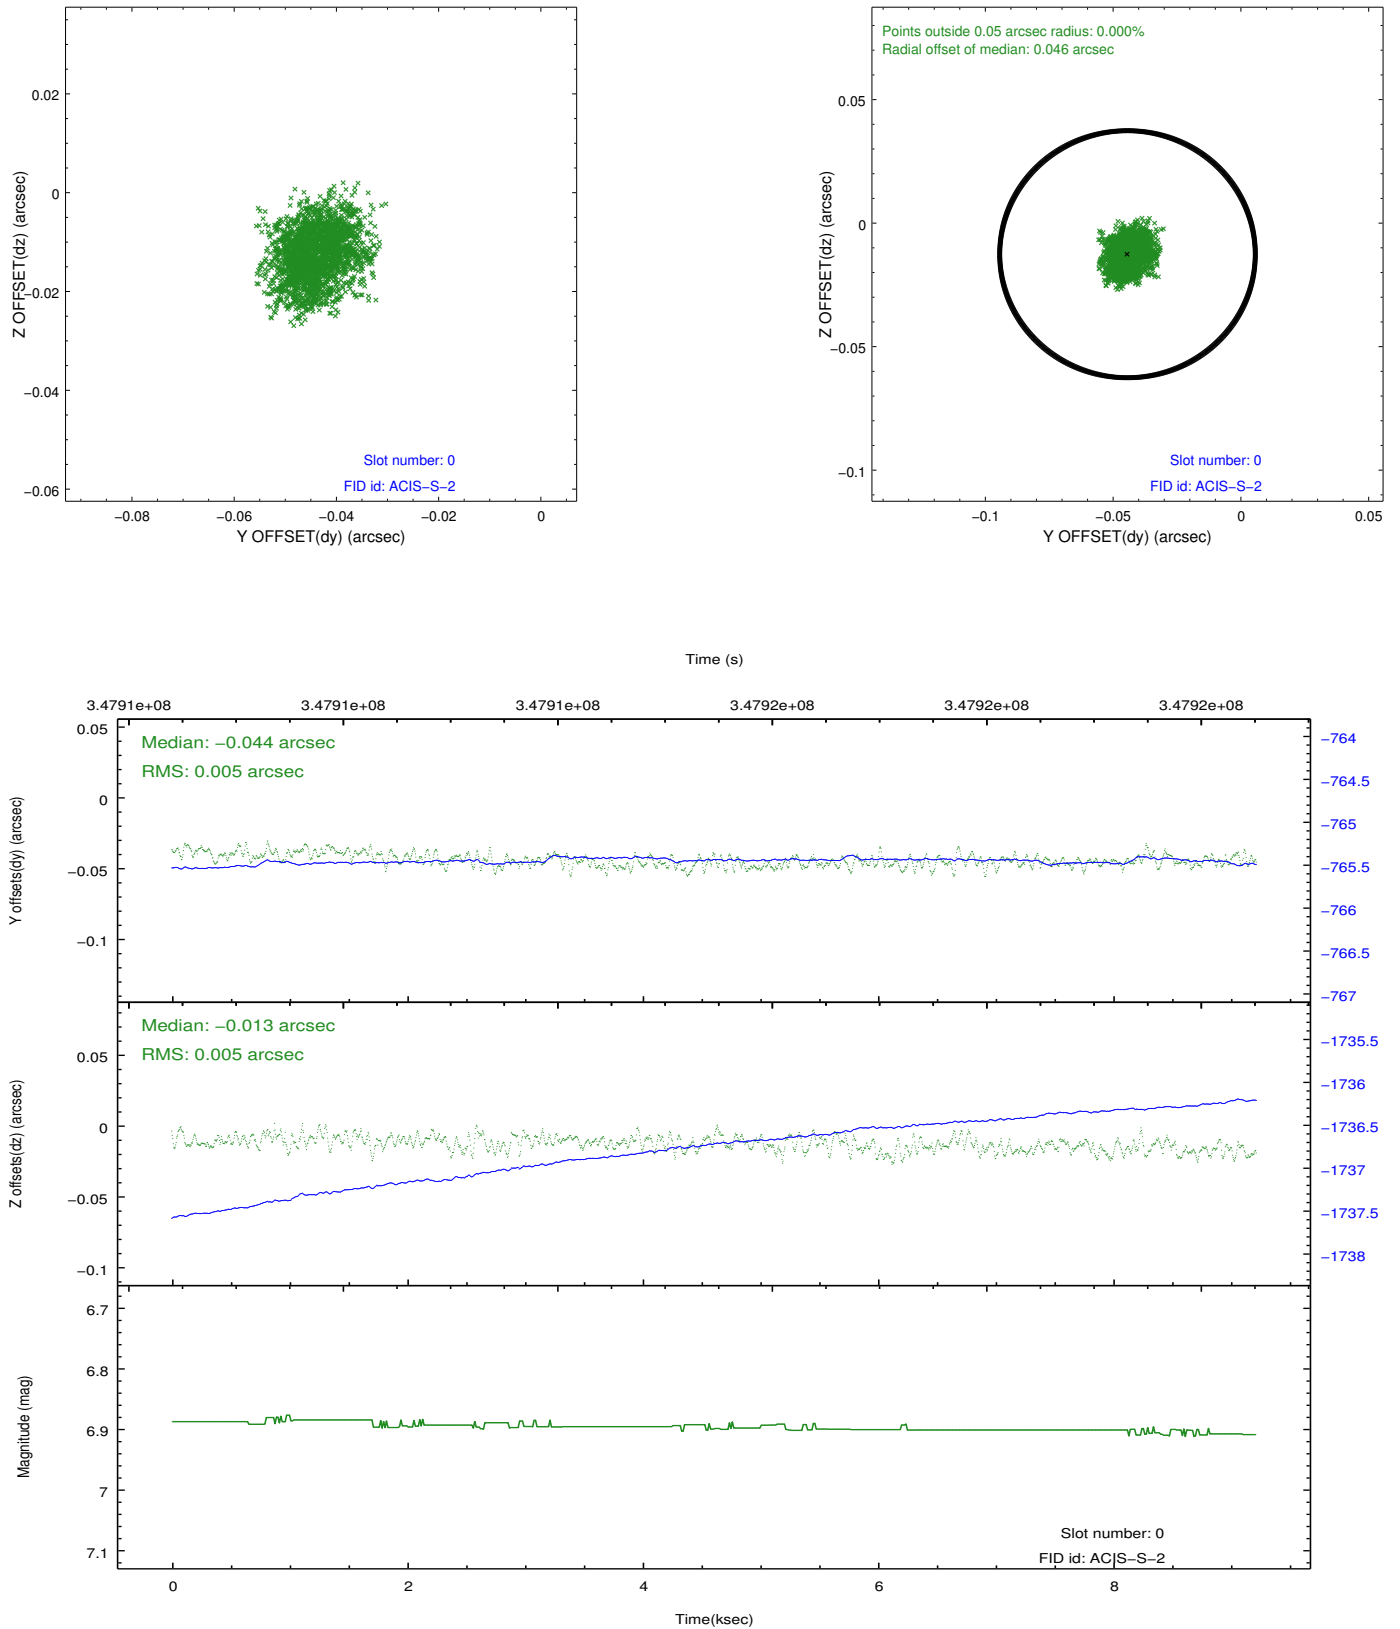 0.02
0
−0.02
−0.04
−0.06
Z OFFSET(dz) (arcsec)
Slot number: 0
FID id: ACIS−S−2
−0.08 −0.06 −0.04 −0.02 0
Y OFFSET(dy) (arcsec)
Points outside 0.05 arcsec radius: 0.000%
Radial offset of median: 0.046 arcsec
0.05
0
−0.05
−0.1
Z OFFSET(dz) (arcsec)
Slot number: 0
FID id: ACIS−S−2
−0.1 −0.05 0 0.05
Y OFFSET(dy) (arcsec)
Time (s)
3.4791e+08 3.4791e+08 3.4791e+08 3.4792e+08 3.4792e+08 3.4792e+08
Median: −0.044 arcsec
RMS: 0.005 arcsec
0.05
0
−0.05
−0.1
Y offsets(dy) (arcsec)
−764
−764.5
−765
−765.5
−766
−766.5
−767
Median: −0.013 arcsec
RMS: 0.005 arcsec
0.05
0
−0.05
−0.1
Z offsets(dz) (arcsec)
−1735.5
−1736
−1736.5
−1737
−1737.5
−1738
6.7
6.8
6.9
7
7.1
Magnitude (mag)
Slot number: 0
FID id: ACIS−S−2
0 2 4 6 8
Time(ksec)